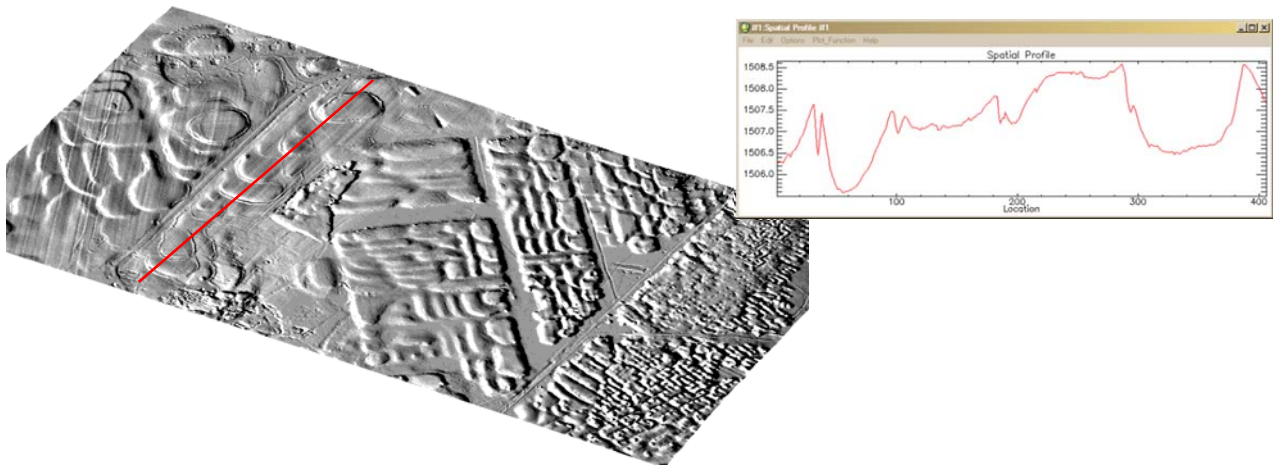 #1:Spatial Profile #1
File Edit Options Plot_Function Help
Spatial Profile
1508.5
1508.0
1507.5
1507.0
1506.5
1506.0
100 200 300 400
Location